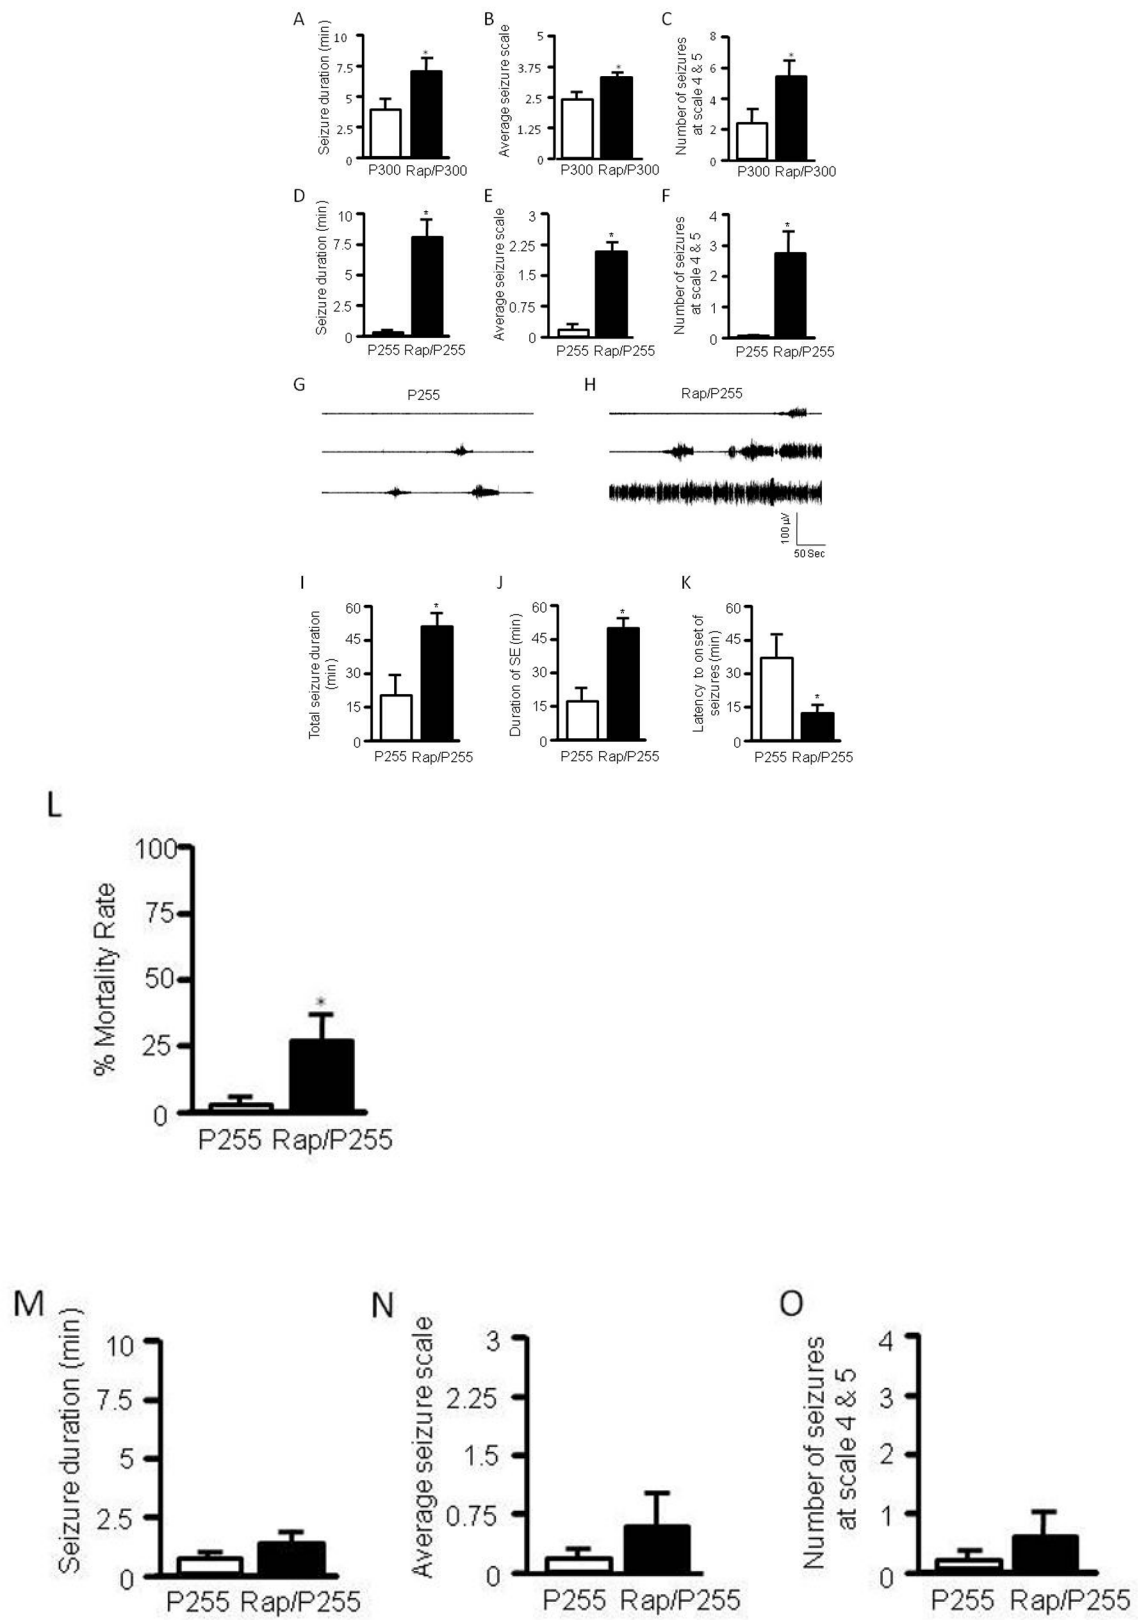 A
Seizure duration (min)
10
7.5
5
2.5
0
*
P300 Rap/P300
B
Average seizure scale
5
3.75
2.5
1.25
0
*
P300 Rap/P300
C
Number of seizures
at scale 4 & 5
8
6
4
2
0
*
P300 Rap/P300
D
Seizure duration (min)
10
7.5
5
2.5
0
*
P255 Rap/P255
E
Average seizure scale
3
2.25
1.5
0.75
0
*
P255 Rap/P255
F
Number of seizures
at scale 4 & 5
4
3
2
1
0
*
P255 Rap/P255
G
P255
H
Rap/P255
100 µV
50 Sec
I
Total seizure duration
(min)
60
45
30
15
0
*
P255 Rap/P255
J
Duration of SE (min)
60
45
30
15
0
*
P255 Rap/P255
K
Latency to onset of
seizures (min)
60
45
30
15
0
*
P255 Rap/P255
L
% Mortality Rate
100
75
50
25
0
*
P255 Rap/P255
M
Seizure duration (min)
10
7.5
5
2.5
0
P255 Rap/P255
N
Average seizure scale
3
2.25
1.5
0.75
0
P255 Rap/P255
O
Number of seizures
at scale 4 & 5
4
3
2
1
0
P255 Rap/P255